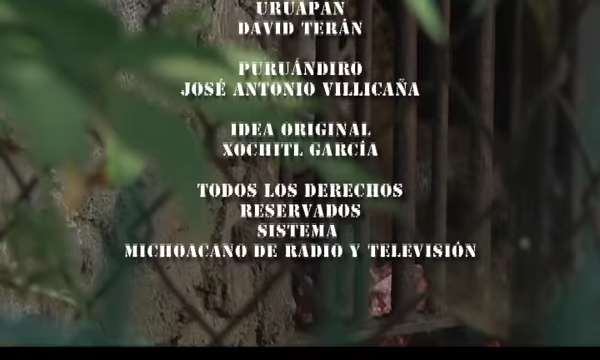 URUAPAN
DAVID TERÁN
PURUÁNDIRO
JOSÉ ANTONIO VILLICAÑA
IDEA ORIGINAL
XOCHITL GARCÍA
TODOS LOS DERECHOS
RESERVADOS
SISTEMA
MICHOACANO DE RADIO Y TELEVISIÓN